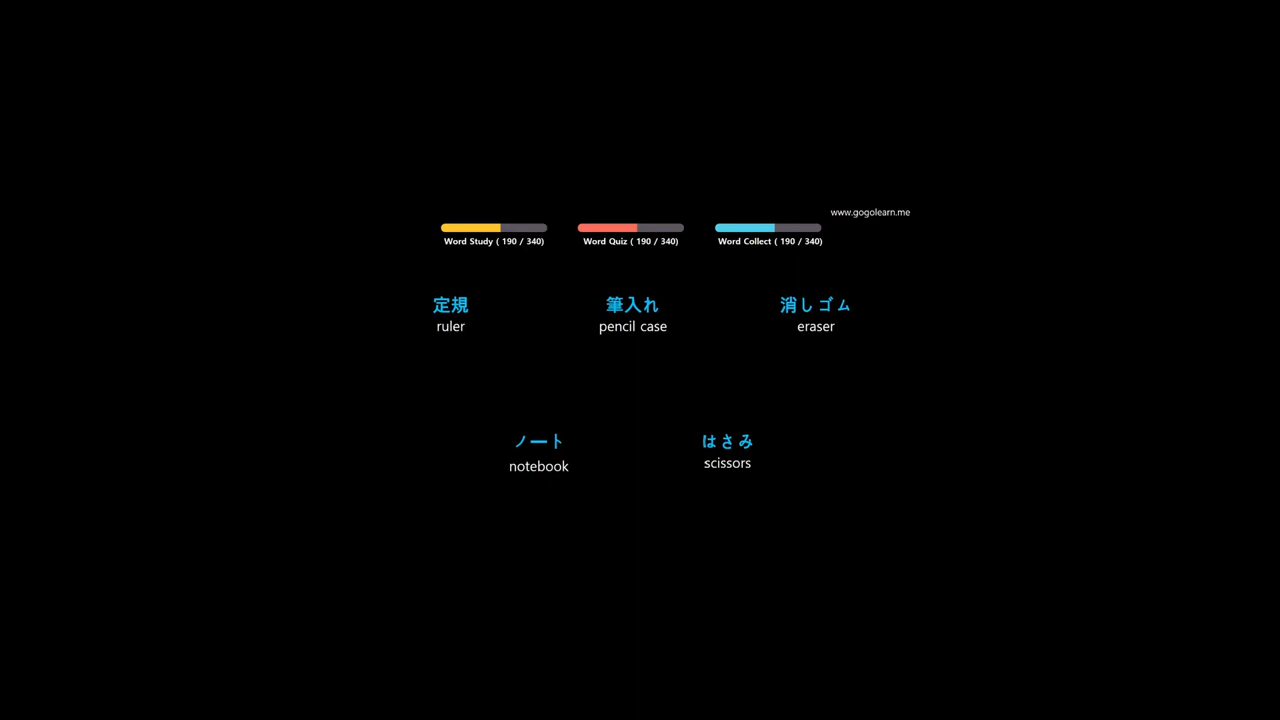 www.gogolearn.me
Word Study ( 190 / 340)
Word Quiz ( 190 / 340)
Word Collect ( 190 / 340)
定規
ruler
筆入れ
pencil case
消しゴム
eraser
ノート
notebook
はさみ
scissors